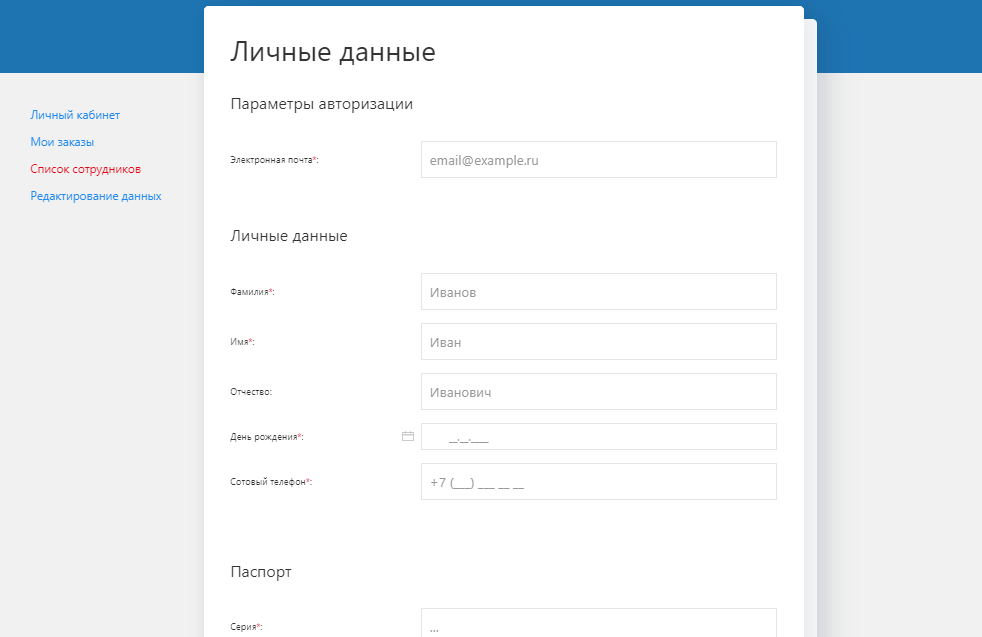 Личные данные
Параметры авторизации
Личный кабинет
Мои заказы
Электронная почта*: email@example.ru
Список сотрудников
Редактирование данных
Личные данные
Фамилия*: Иванов
Имя*: Иван
Отчество: Иванович
День рождения*: __.__.____
Сотовый телефон*: +7 (___) ___ __ __
Паспорт
Серия*: ...